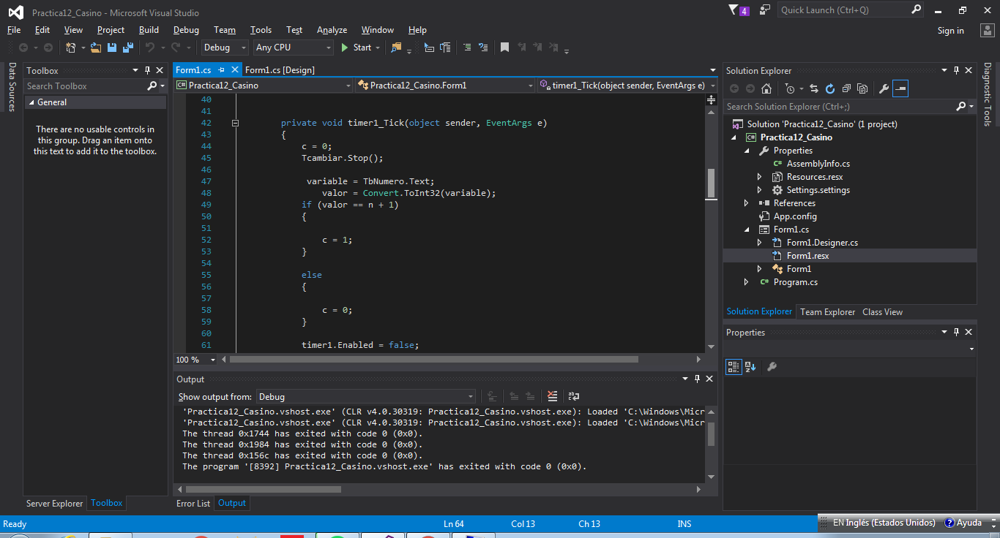 Practica12_Casino - Microsoft Visual Studio
4
Quick Launch (Ctrl+Q)
File Edit View Project Build Debug Team Tools Test Analyze Window Help
Sign in
Debug
Any CPU
Start
Data Sources
Toolbox
Search Toolbox
General
There are no usable controls in
this group. Drag an item onto
this text to add it to the toolbox.
Server Explorer
Toolbox
Form1.cs
Form1.cs [Design]
Practica12_Casino
Practica12_Casino.Form1
timer1_Tick(object sender, EventArgs e)
40
41
42 private void timer1_Tick(object sender, EventArgs e)
43 {
44 c = 0;
45 Tcambiar.Stop();
46
47 variable = TbNumero.Text;
48 valor = Convert.ToInt32(variable);
49 if (valor == n + 1)
50 {
51
52 c = 1;
53 }
54
55 else
56 {
57
58 c = 0;
59 }
60
61 timer1.Enabled = false;
100 %
Output
Show output from: Debug
'Practica12_Casino.vshost.exe' (CLR v4.0.30319: Practica12_Casino.vshost.exe): Loaded 'C:\Windows\Micr
'Practica12_Casino.vshost.exe' (CLR v4.0.30319: Practica12_Casino.vshost.exe): Loaded 'C:\Windows\Micr
The thread 0x1744 has exited with code 0 (0x0).
The thread 0x1984 has exited with code 0 (0x0).
The thread 0x156c has exited with code 0 (0x0).
The program '[8392] Practica12_Casino.vshost.exe' has exited with code 0 (0x0).
Error List
Output
Solution Explorer
Search Solution Explorer (Ctrl+;)
Solution 'Practica12_Casino' (1 project)
C# Practica12_Casino
Properties
C# AssemblyInfo.cs
Resources.resx
Settings.settings
References
App.config
Form1.cs
Form1.Designer.cs
Form1.resx
Form1
C# Program.cs
Solution Explorer
Team Explorer
Class View
Properties
Diagnostic Tools
Ready
Ln 64
Col 13
Ch 13
INS
EN Inglés (Estados Unidos)
Ayuda